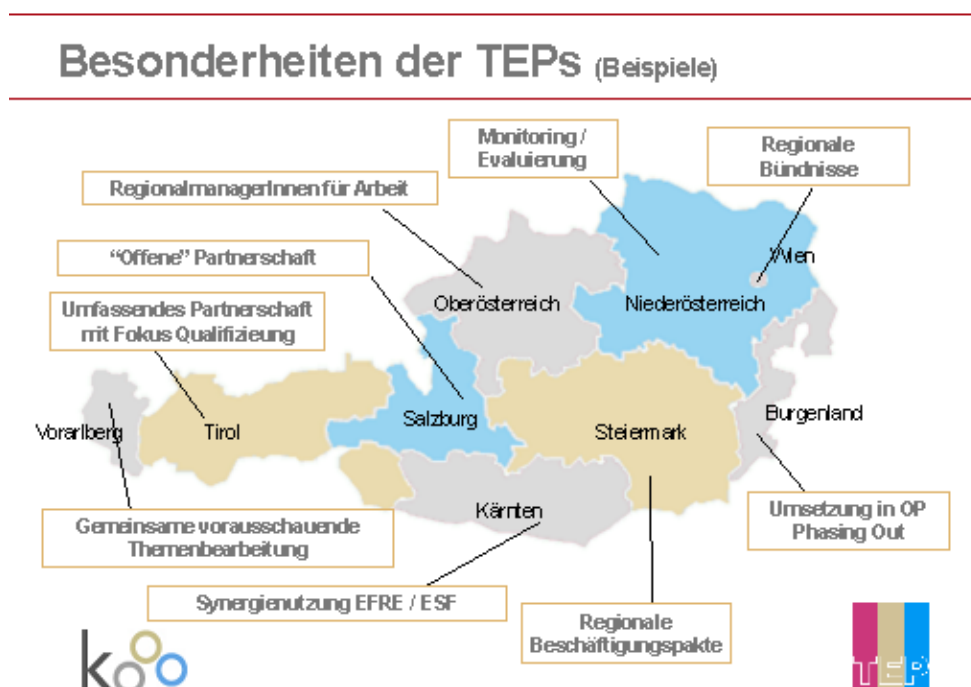 Besonderheiten der TEPs (Beispiele)
Monitoring /
Evaluierung
Regionale
Bündnisse
RegionalmanagerInnen für Arbeit
"Offene" Partnerschaft
Wien
Oberösterreich
Niederösterreich
Umfassendes Partnerschaft
mit Fokus Qualifizieung
Vorarlberg
Tirol
Salzburg
Steiermark
Burgenland
Kärnten
Gemeinsame vorausschauende
Themenbearbeitung
Umsetzung in OP
Phasing Out
Synergienutzung EFRE / ESF
Regionale
Beschäftigungspakte
k
TEP